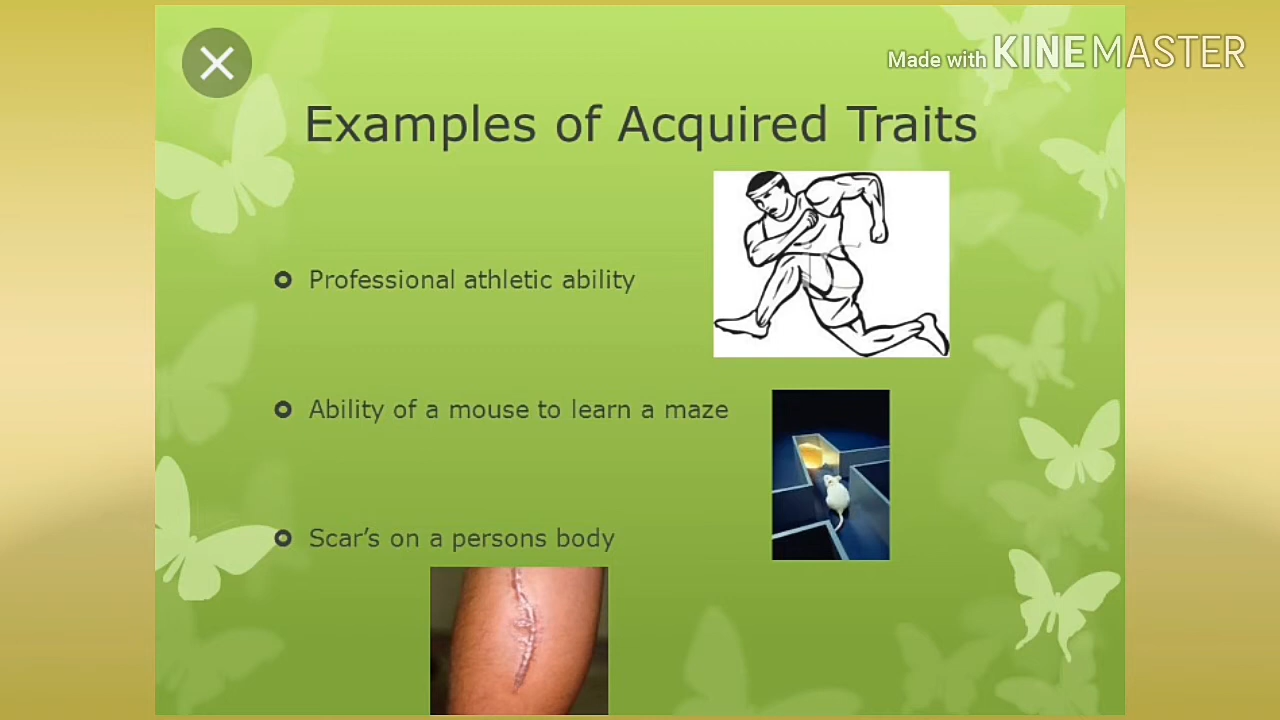 Made with KINEMASTER
Examples of Acquired Traits
Professional athletic ability
Ability of a mouse to learn a maze
Scar’s on a persons body